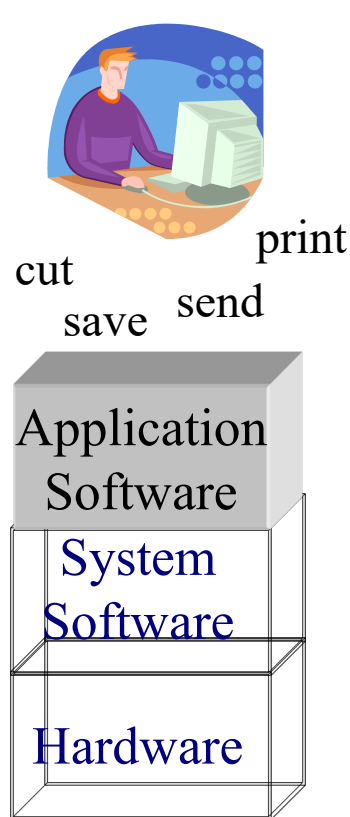 print
cut
send
save
Application
Software
System
Software
Hardware